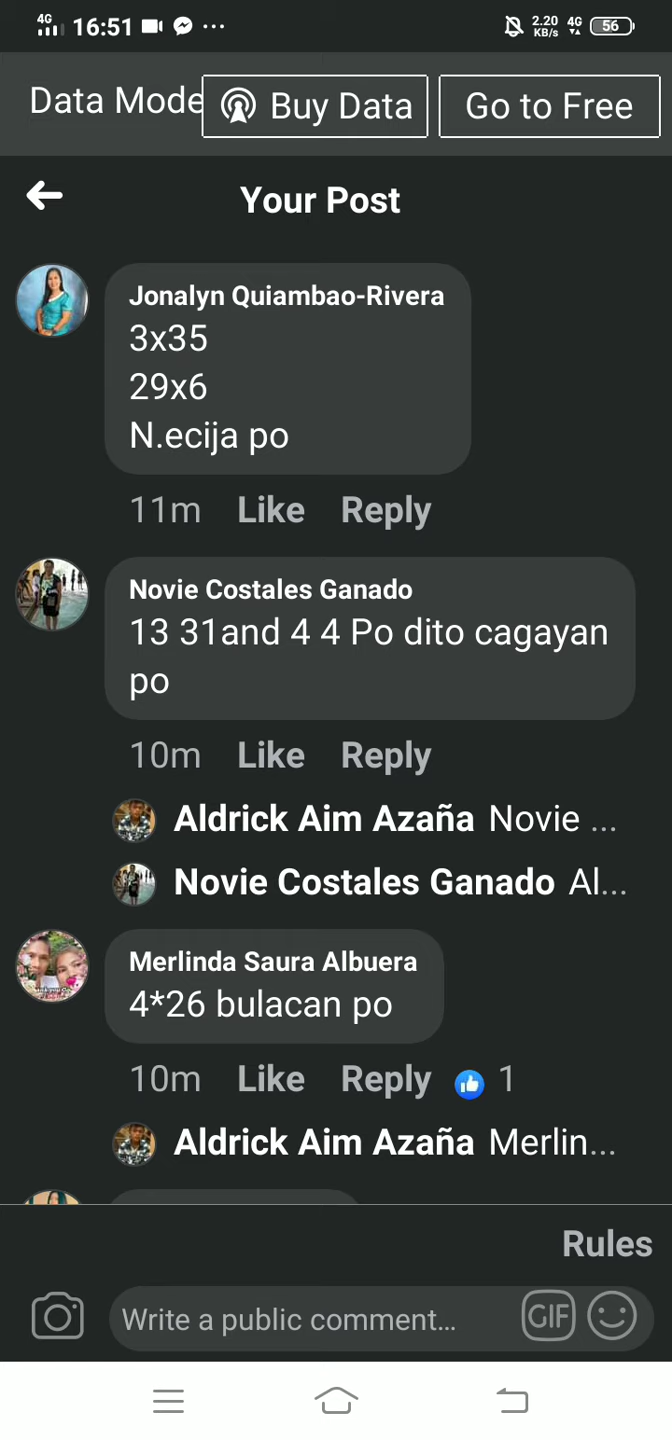 4G 16:51 ... 2.20 KB/s 4G 56
Data Mode Buy Data Go to Free
Your Post
Jonalyn Quiambao-Rivera
3x35
29x6
N.ecija po
11m Like Reply
Novie Costales Ganado
13 31and 4 4 Po dito cagayan
po
10m Like Reply
Aldrick Aim Azaña Novie ...
Novie Costales Ganado Al...
Merlinda Saura Albuera
4*26 bulacan po
10m Like Reply 1
Aldrick Aim Azaña Merlin...
Rules
Write a public comment... GIF